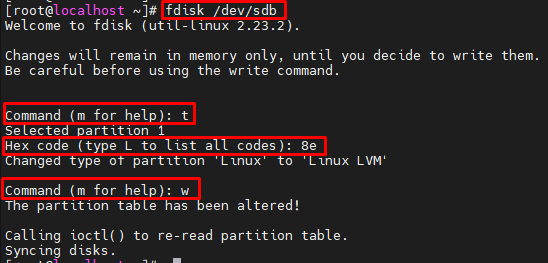 [root@localhost ~]# fdisk /dev/sdb
Welcome to fdisk (util-linux 2.23.2).
Changes will remain in memory only, until you decide to write them.
Be careful before using the write command.
Command (m for help): t
Selected partition 1
Hex code (type L to list all codes): 8e
Changed type of partition 'Linux' to 'Linux LVM'
Command (m for help): w
The partition table has been altered!
Calling ioctl() to re-read partition table.
Syncing disks.
[root@localhost ~]#